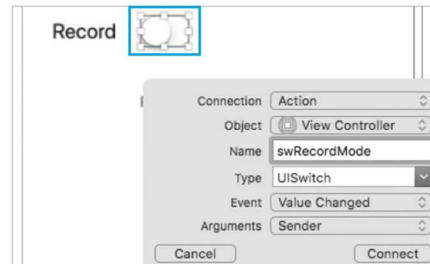 Record
Connection Action
Object View Controller
Name swRecordMode
Type UISwitch
Event Value Changed
Arguments Sender
Cancel Connect